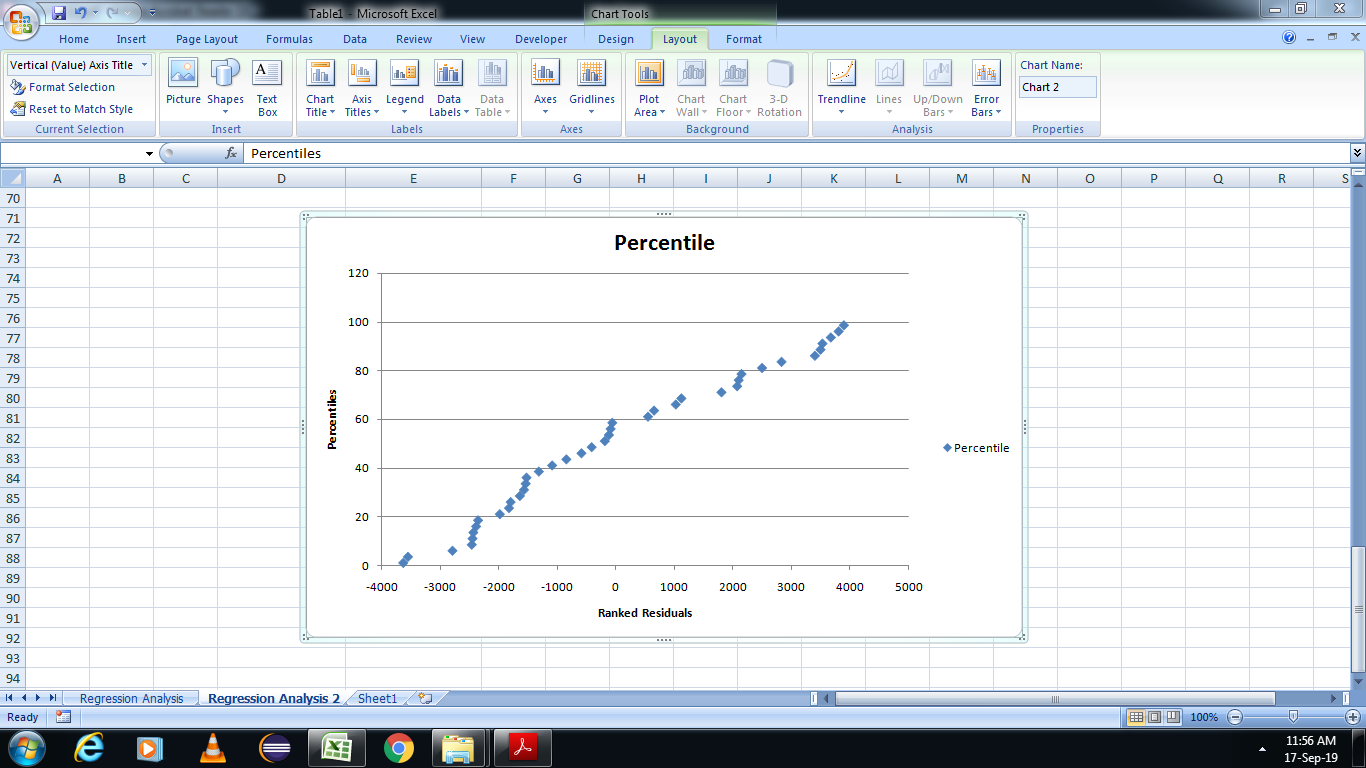 Table1 - Microsoft Excel
Chart Tools
Home Insert Page Layout Formulas Data Review View Developer Design Layout Format
Vertical (Value) Axis Title
Format Selection
Reset to Match Style
Current Selection
Picture
Shapes
Text Box
Insert
Chart Title
Axis Titles
Legend
Data Labels
Data Table
Labels
Axes
Gridlines
Axes
Plot Area
Chart Wall
Chart Floor
3-D Rotation
Background
Trendline
Lines
Up/Down Bars
Error Bars
Analysis
Chart Name:
Chart 2
Properties
fx Percentiles
A B C D E F G H I J K L M N O P Q R S
70
71
72
73
74
75
76
77
78
79
80
81
82
83
84
85
86
87
88
89
90
91
92
93
94
Percentile
120
100
80
60
40
20
0
Percentiles
-4000 -3000 -2000 -1000 0 1000 2000 3000 4000 5000
Ranked Residuals
Percentile
Regression Analysis Regression Analysis 2 Sheet1
Ready
100%
11:56 AM
17-Sep-19